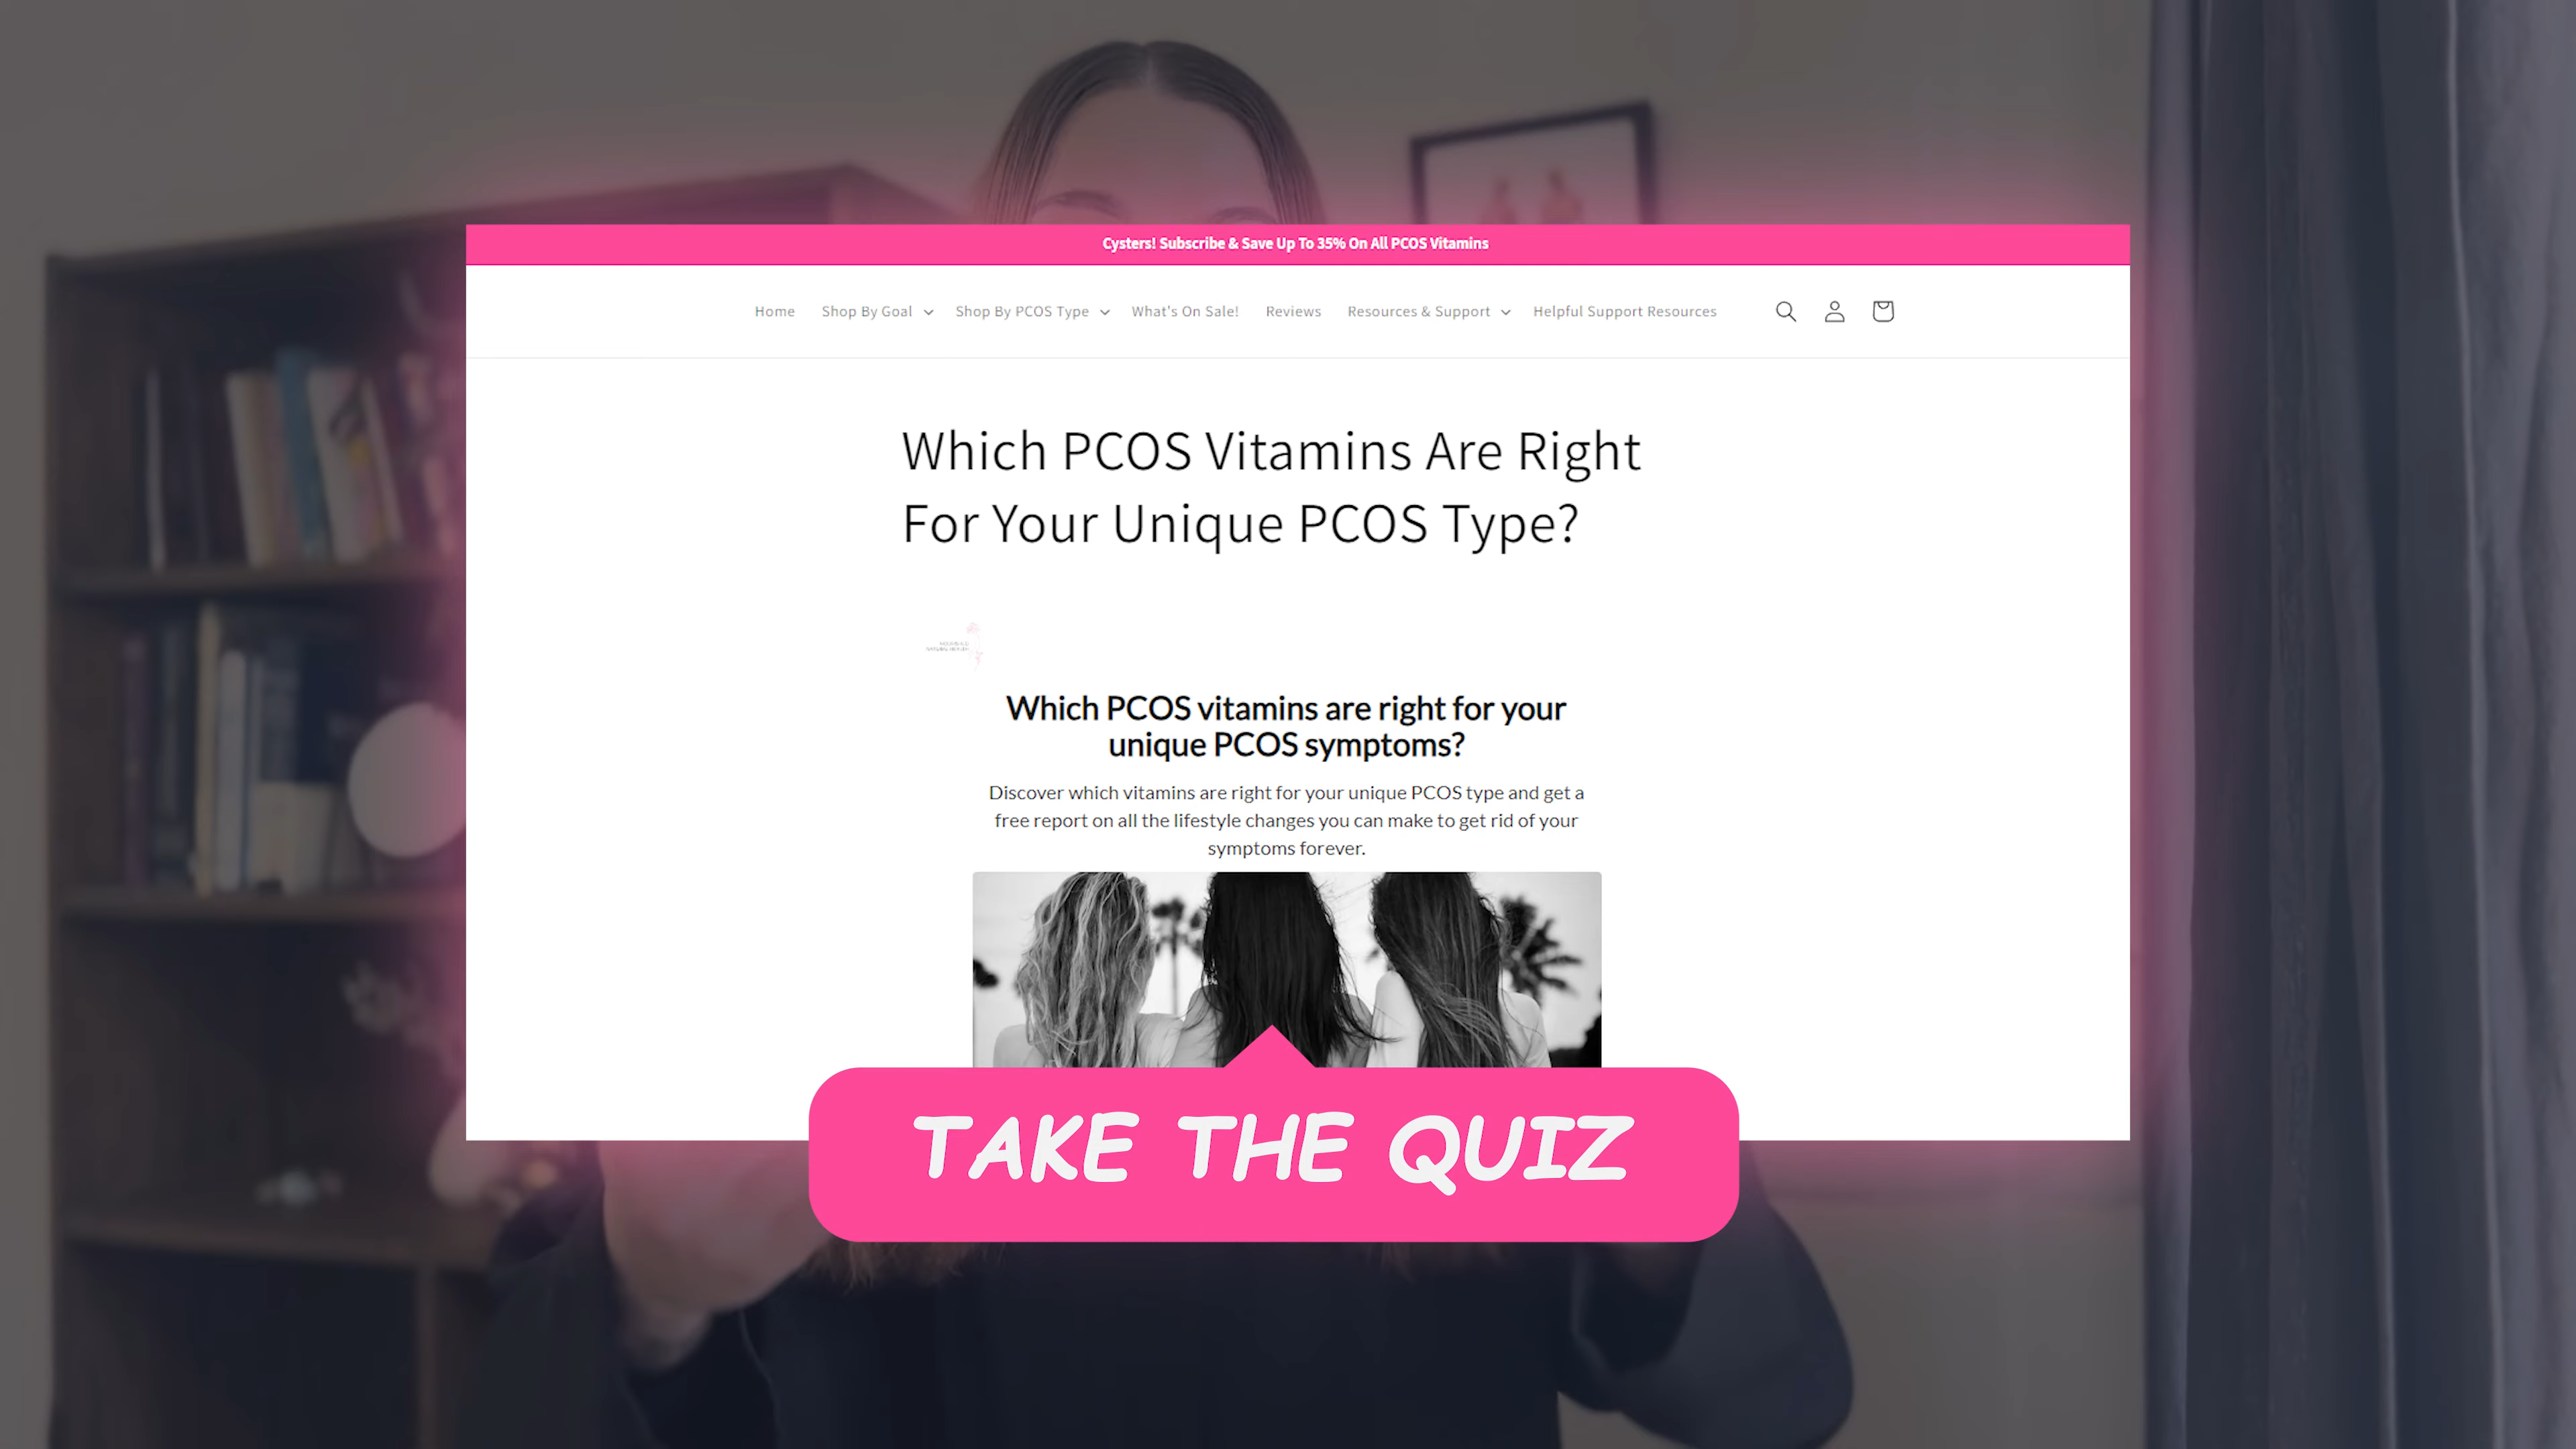 Cysters! Subscribe & Save Up To 35% On All PCOS Vitamins
Home Shop By Goal Shop By PCOS Type What's On Sale! Reviews Resources & Support Helpful Support Resources
Which PCOS Vitamins Are Right
For Your Unique PCOS Type?
Which PCOS vitamins are right for your
unique PCOS symptoms?
Discover which vitamins are right for your unique PCOS type and get a
free report on all the lifestyle changes you can make to get rid of your
symptoms forever.
TAKE THE QUIZ